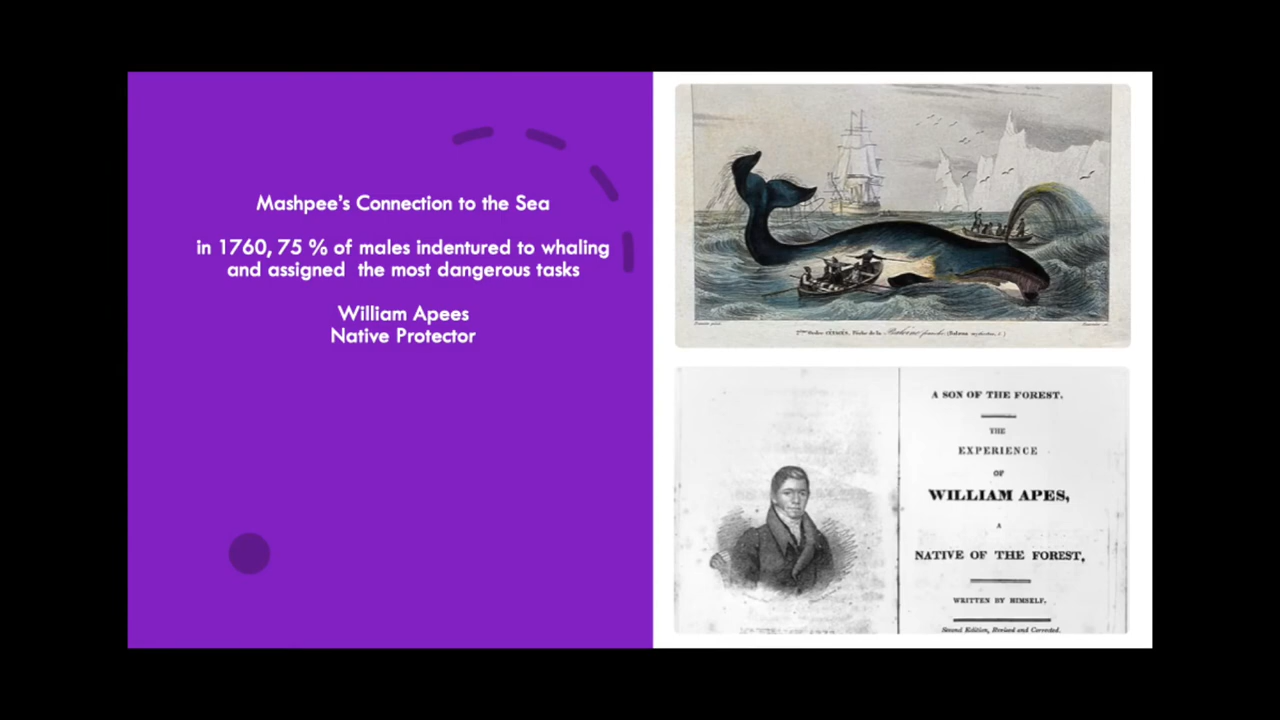 Mashpee's Connection to the Sea
in 1760, 75 % of males indentured to whaling
and assigned the most dangerous tasks
William Apees
Native Protector
A SON OF THE FOREST.
THE
EXPERIENCE
OF
WILLIAM APES,
A
NATIVE OF THE FOREST,
WRITTEN BY HIMSELF.
Second Edition, Revised and Corrected.